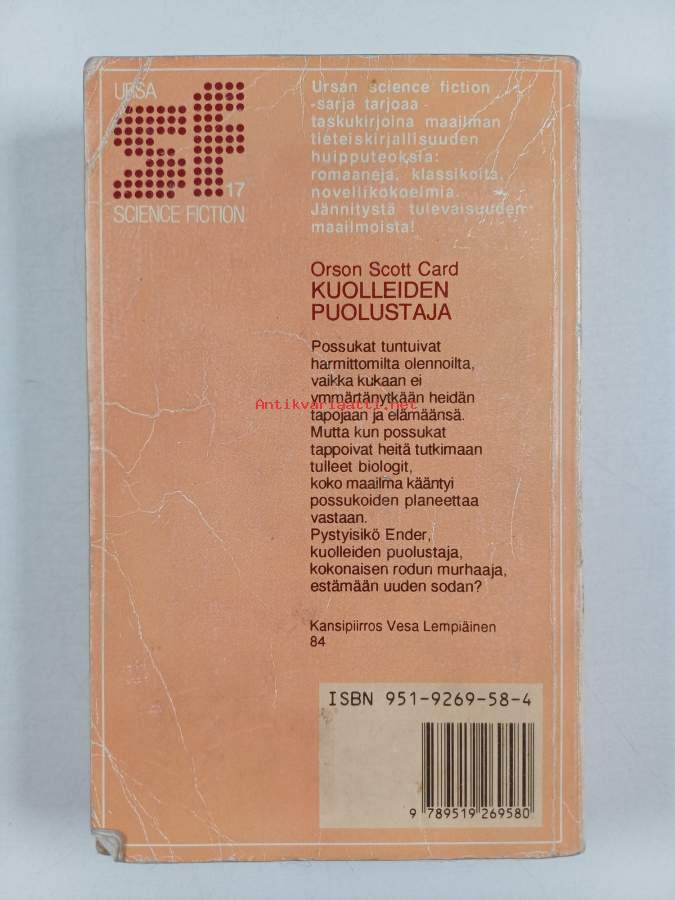 URSA
sf
17
SCIENCE FICTION
Ursan science fiction
-sarja tarjoaa
taskukirjoina maailman
tieteiskirjallisuuden
huipputeoksia:
romaaneja, klassikoita,
novellikokoelmia.
Jännitystä tulevaisuuden
maailmoista!
Orson Scott Card
KUOLLEIDEN
PUOLUSTAJA
Possukat tuntuivat
harmittomilta olennoilta,
vaikka kukaan ei
ymmärtänytkään heidän
Antikvariaatti.net
tapojaan ja elämäänsä.
Mutta kun possukat
tappoivat heitä tutkimaan
tulleet biologit,
koko maailma kääntyi
possukoiden planeettaa
vastaan.
Pystyisikö Ender,
kuolleiden puolustaja,
kokonaisen rodun murhaaja,
estämään uuden sodan?
Kansipiirros Vesa Lempiäinen
84
ISBN 951-9269-58-4
9 789519 269580